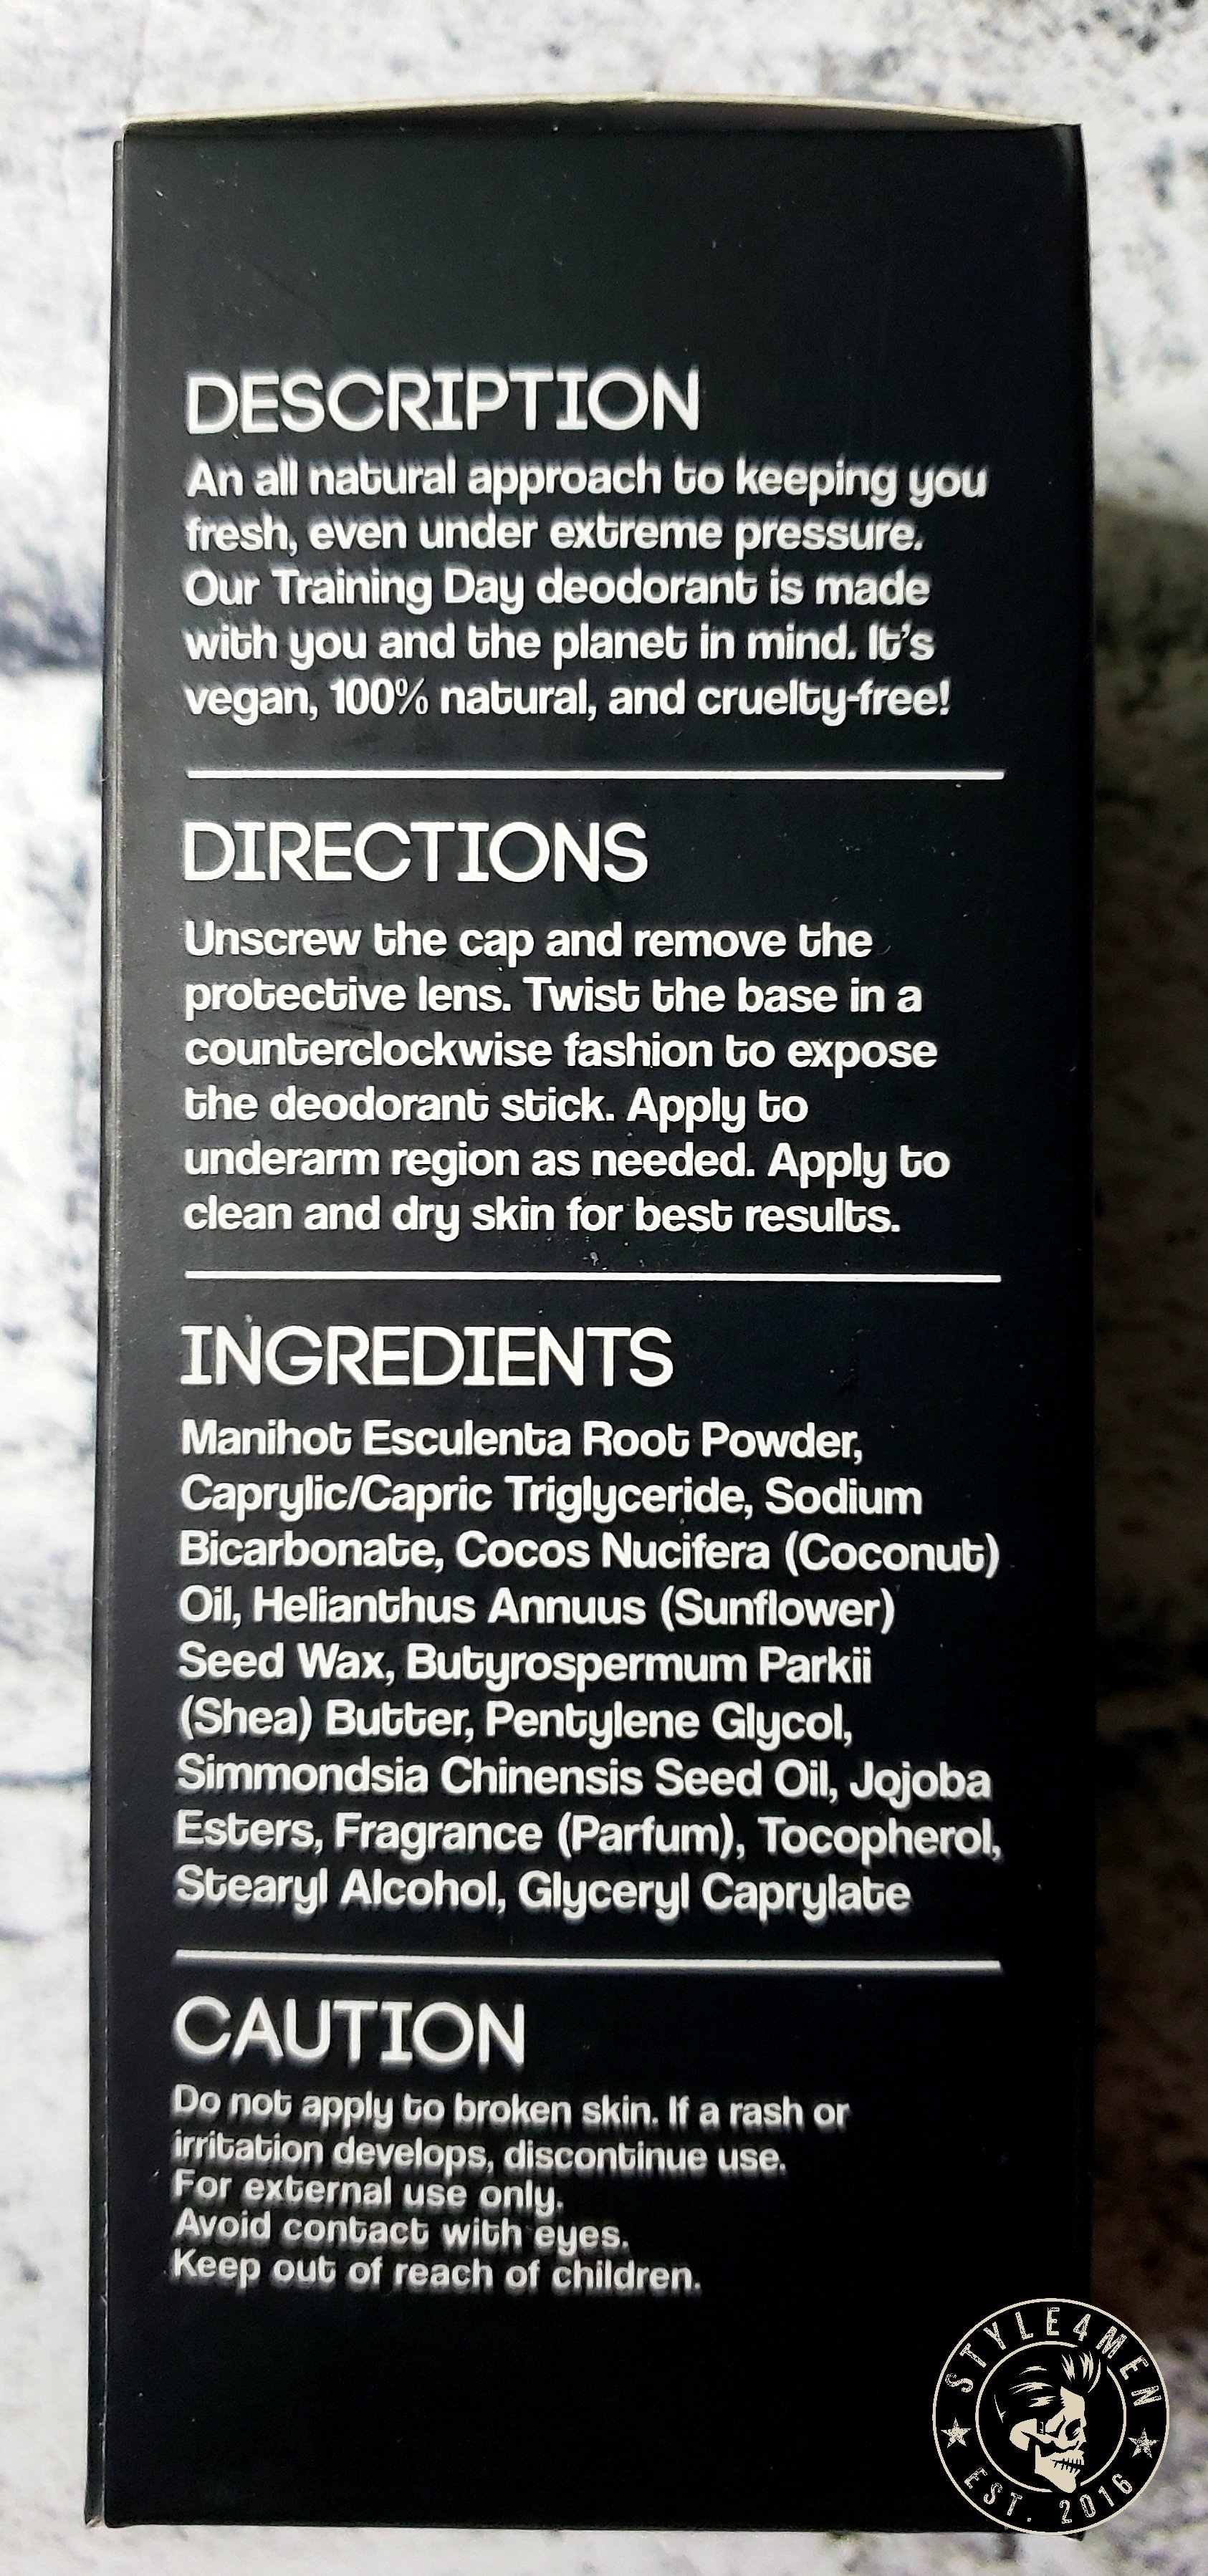 DESCRIPTION
An all natural approach to keeping you
fresh, even under extreme pressure.
Our Training Day deodorant is made
with you and the planet in mind. It's
vegan, 100% natural, and cruelty-free!
DIRECTIONS
Unscrew the cap and remove the
protective lens. Twist the base in a
counterclockwise fashion to expose
the deodorant stick. Apply to
underarm region as needed. Apply to
clean and dry skin for best results.
INGREDIENTS
Manihot Esculenta Root Powder,
Caprylic/Capric Triglyceride, Sodium
Bicarbonate, Cocos Nucifera (Coconut)
Oil, Helianthus Annuus (Sunflower)
Seed Wax, Butyrospermum Parkii
(Shea) Butter, Pentylene Glycol,
Simmondsia Chinensis Seed Oil, Jojoba
Esters, Fragrance (Parfum), Tocopherol,
Stearyl Alcohol, Glyceryl Caprylate
CAUTION
Do not apply to broken skin. If a rash or
irritation develops, discontinue use.
For external use only.
Avoid contact with eyes.
Keep out of reach of children.
STYLE4MEN
EST. 2016